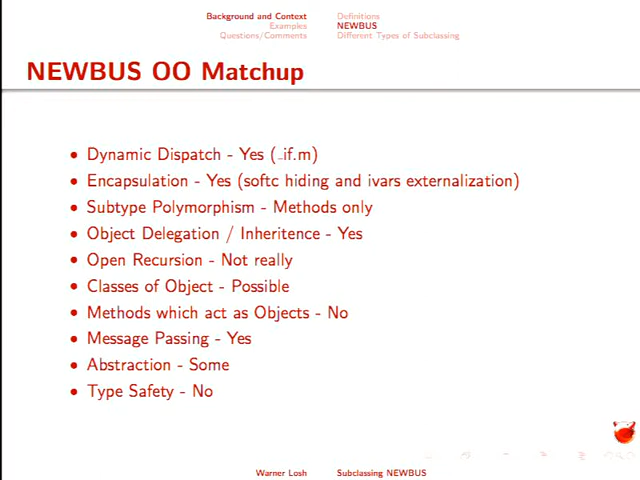 Background and Context
Examples
Questions/Comments
Definitions
NEWBUS
Different Types of Subclassing
NEWBUS OO Matchup
• Dynamic Dispatch - Yes (_if.m)
• Encapsulation - Yes (softc hiding and ivars externalization)
• Subtype Polymorphism - Methods only
• Object Delegation / Inheritence - Yes
• Open Recursion - Not really
• Classes of Object - Possible
• Methods which act as Objects - No
• Message Passing - Yes
• Abstraction - Some
• Type Safety - No
Warner Losh Subclassing NEWBUS